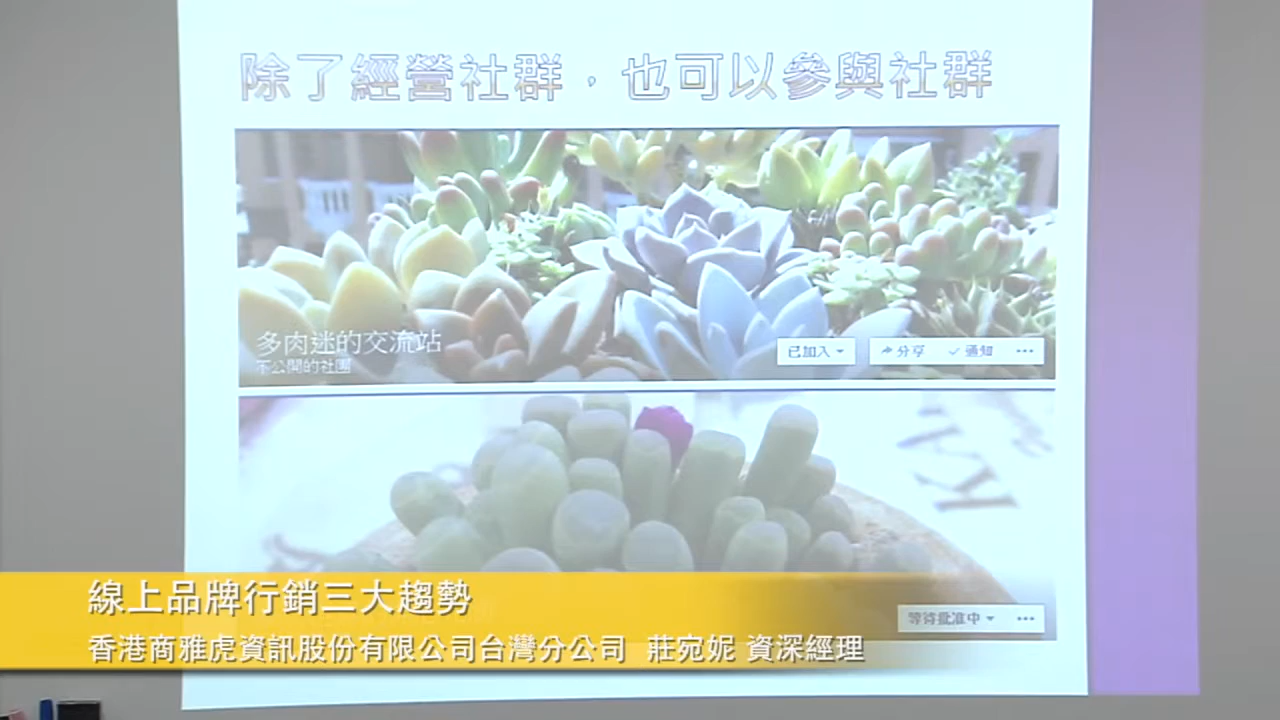 除了經營社群，也可以參與社群
多肉迷的交流站
不公開的社團
已加入
分享
通知
等待批准中
線上品牌行銷三大趨勢
香港商雅虎資訊股份有限公司台灣分公司 莊宛妮 資深經理